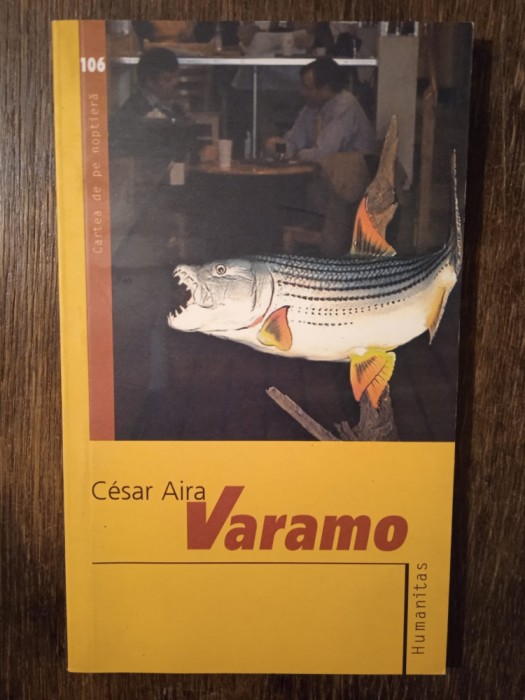 106
Cartea de pe noptieră
César Aira
Varamo
Humanitas